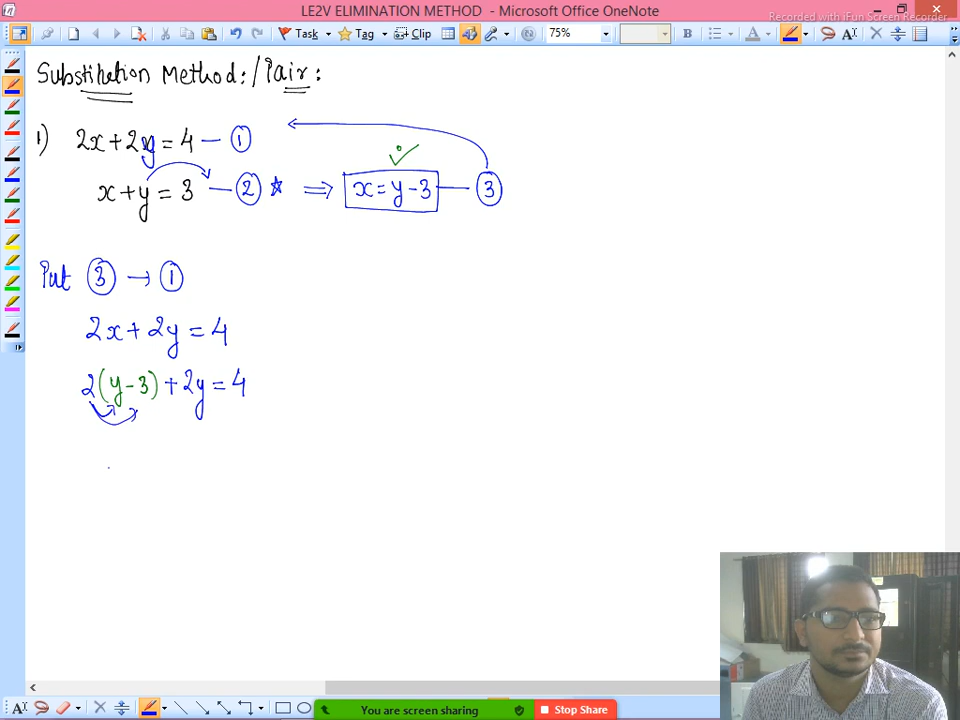 LE2V ELIMINATION METHOD - Microsoft Office OneNote
Recorded with iFun Screen Recorder
Task Tag Clip 75% B A
Substitution Method: / Pair:
1) 2x + 2y = 4 — ①
x + y = 3 — ② ⇒ x = y - 3 — ③
Put ③ → ①
2x + 2y = 4
2(y - 3) + 2y = 4
You are screen sharing Stop Share